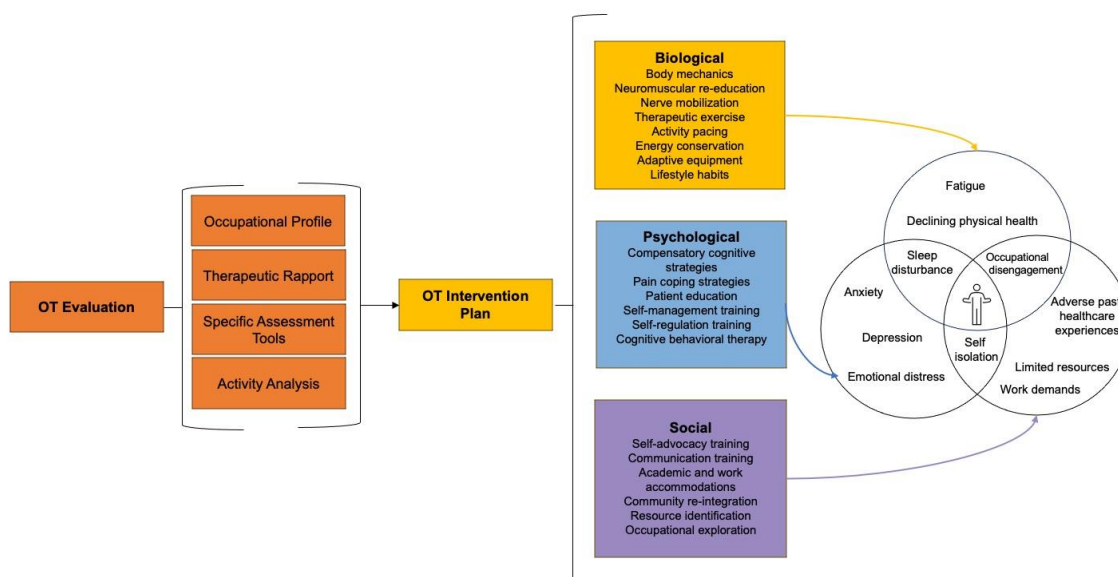 OT Evaluation
Occupational Profile
Therapeutic Rapport
Specific Assessment
Tools
Activity Analysis
OT Intervention
Plan
Biological
Body mechanics
Neuromuscular re-education
Nerve mobilization
Therapeutic exercise
Activity pacing
Energy conservation
Adaptive equipment
Lifestyle habits
Psychological
Compensatory cognitive
strategies
Pain coping strategies
Patient education
Self-management training
Self-regulation training
Cognitive behavioral therapy
Social
Self-advocacy training
Communication training
Academic and work
accommodations
Community re-integration
Resource identification
Occupational exploration
Fatigue
Declining physical health
Sleep
disturbance
Occupational
disengagement
Anxiety
Depression
Emotional distress
Self
isolation
Adverse past
healthcare
experiences
Limited resources
Work demands